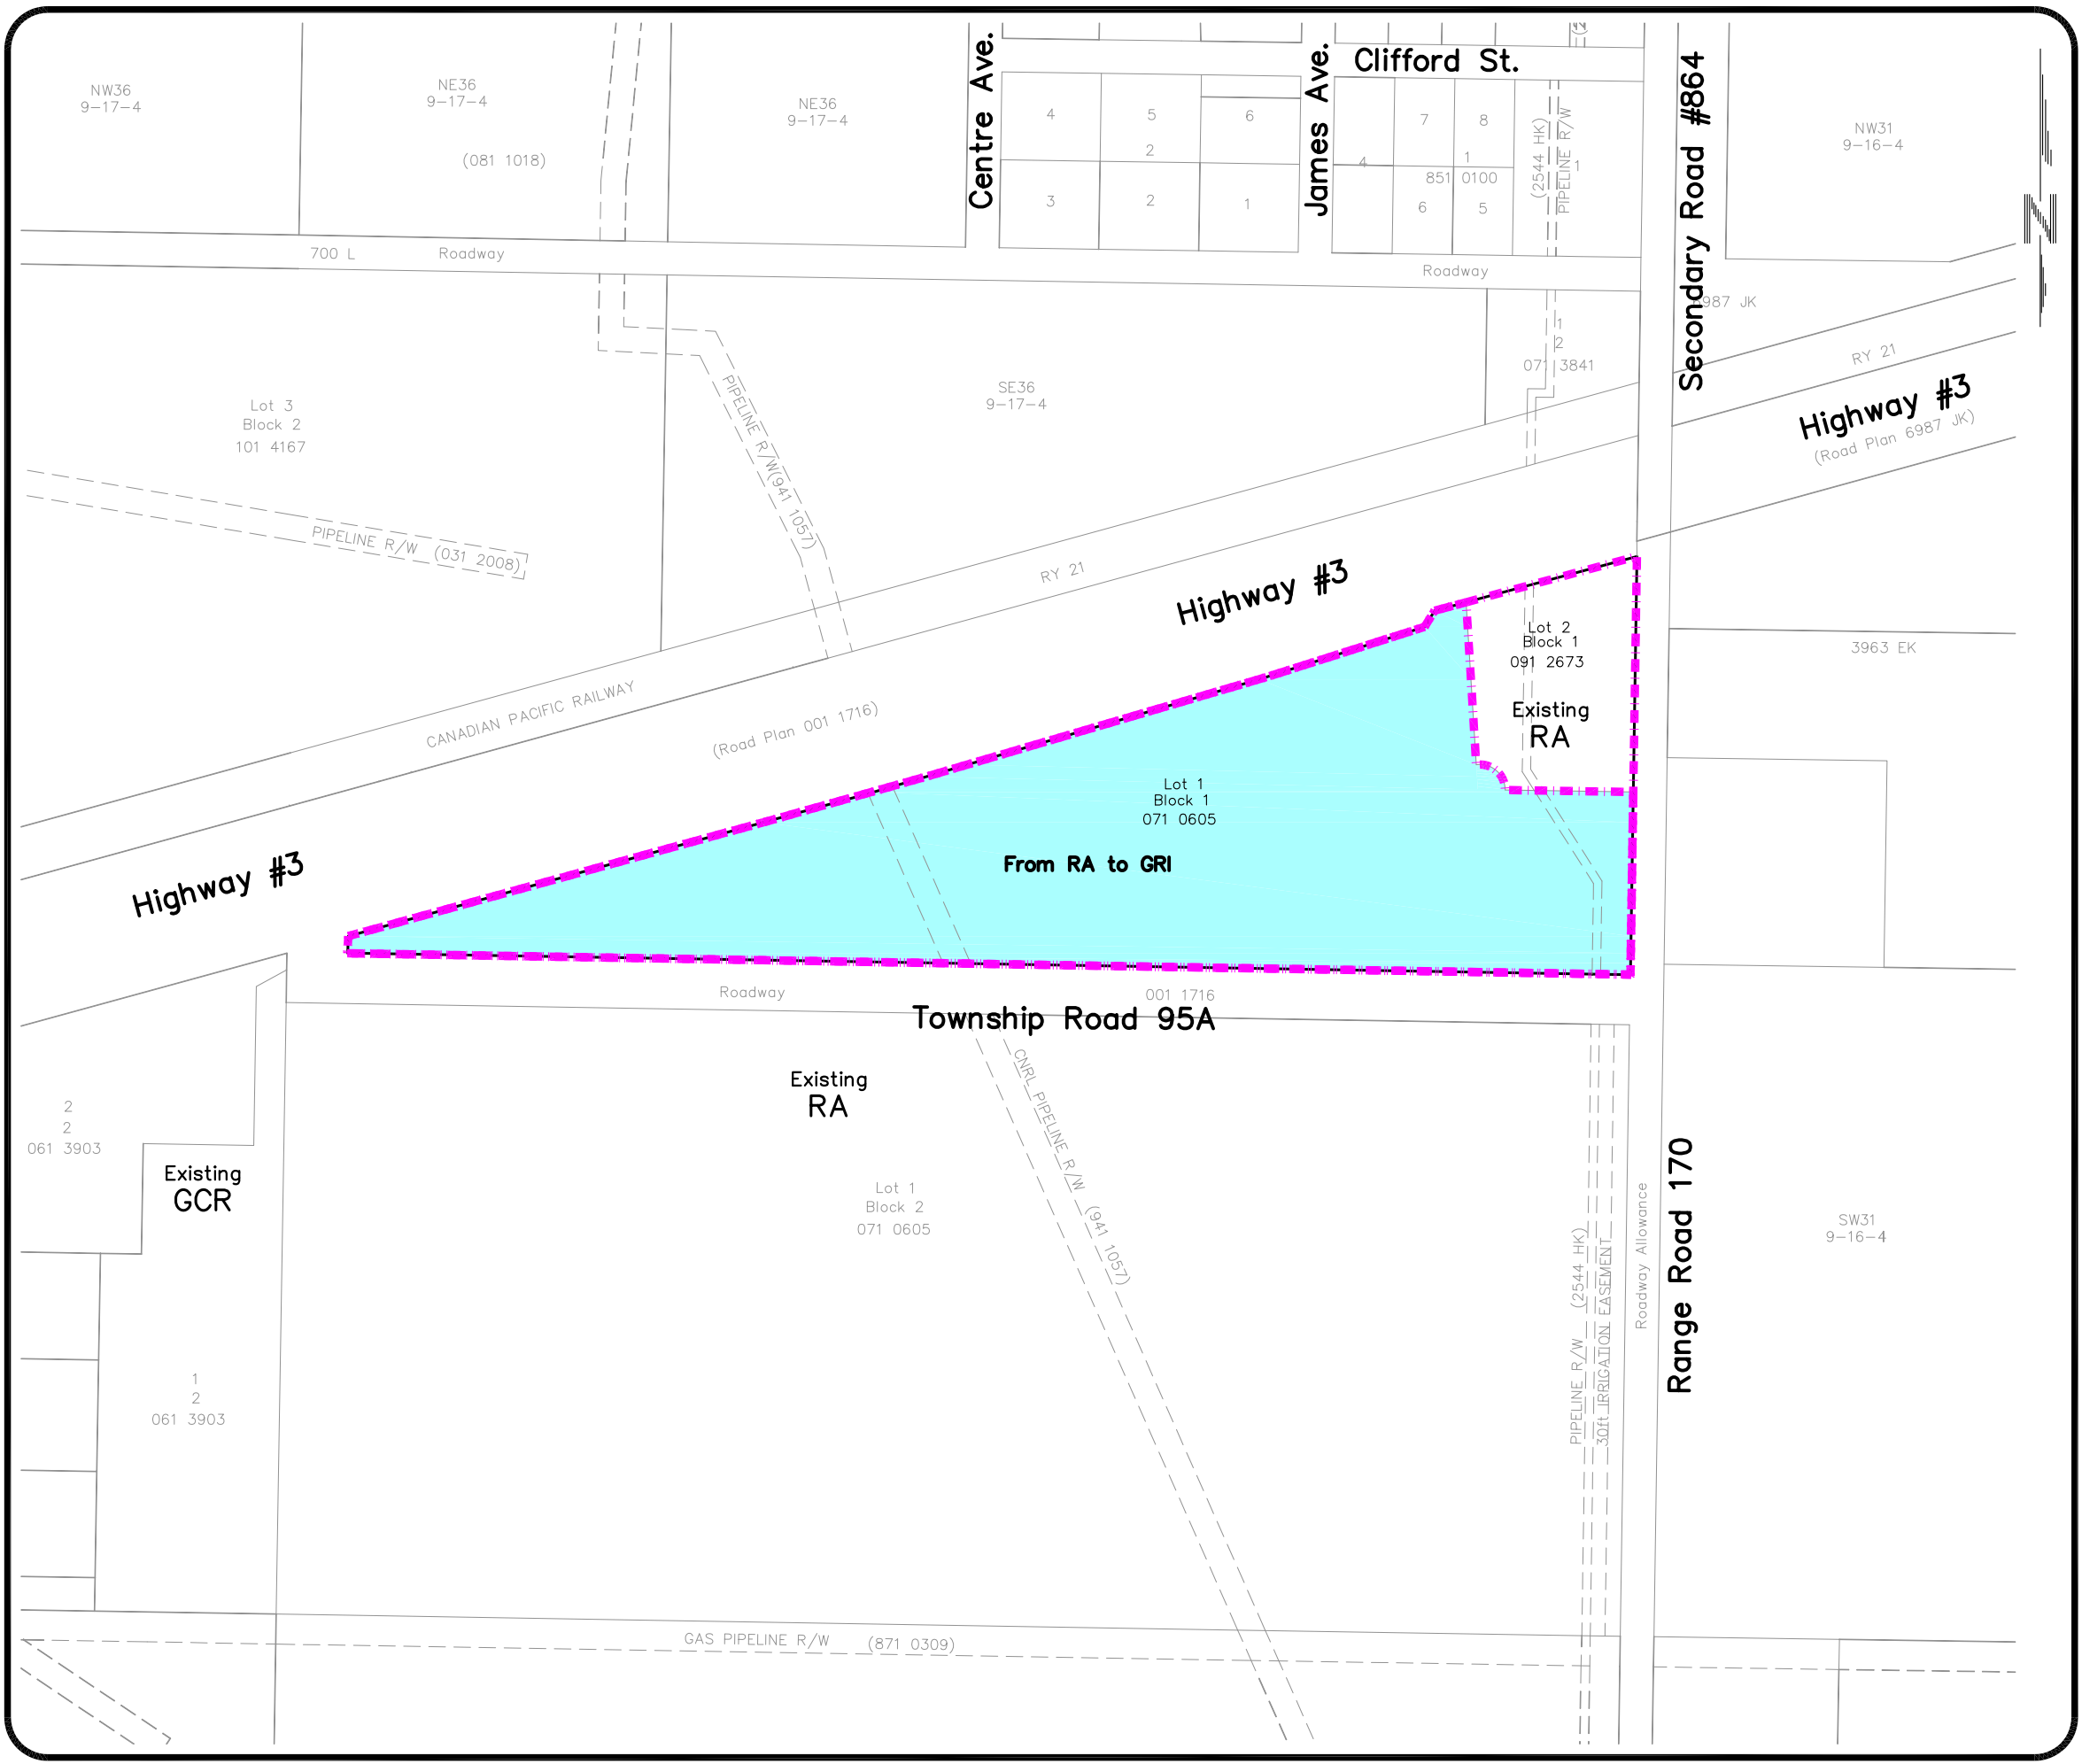 NW36
9-17-4
NE36
9-17-4
(081 1018)
NE36
9-17-4
Centre Ave.
4
5
6
2
3
2
1
James Ave.
Clifford St.
7
8
4
1
851 0100
6
5
(2544 HK)
PIPELINE R/W
1
Secondary Road #864
NW31
9-16-4
N
700 L
Roadway
Roadway
6987 JK
1
2
071 3841
RY 21
Highway #3
(Road Plan 6987 JK)
Lot 3
Block 2
101 4167
PIPELINE R/W(941 1057)
SE36
9-17-4
PIPELINE R/W (031 2008)
RY 21
Highway #3
CANADIAN PACIFIC RAILWAY
(Road Plan 001 1716)
Lot 2
Block 1
091 2673
Existing
RA
3963 EK
Lot 1
Block 1
071 0605
From RA to GRI
Highway #3
Roadway
001 1716
Township Road 95A
Existing
RA
2
2
061 3903
Existing
GCR
CNRL PIPELINE R/W (941 1057)
Lot 1
Block 2
071 0605
PIPELINE R/W (2544 HK)
30ft IRRIGATION EASEMENT
Roadway Allowance
Range Road 170
SW31
9-16-4
1
2
061 3903
GAS PIPELINE R/W (871 0309)